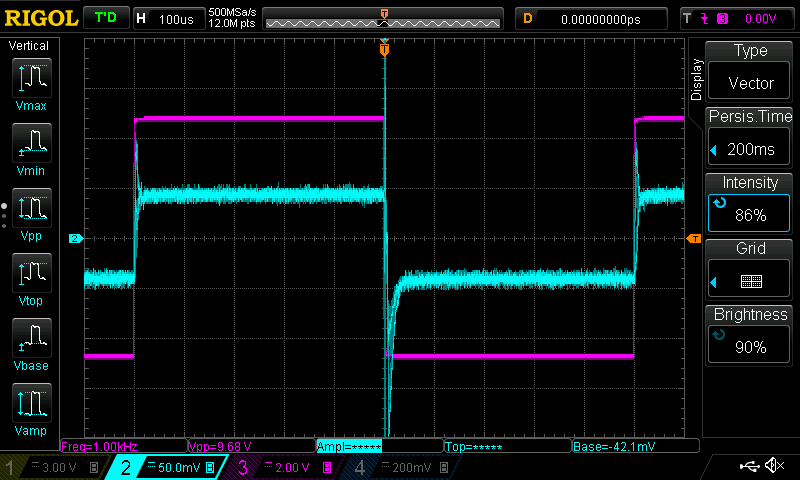 RIGOL T'D H 100us 500MSa/s 12.0M pts T D 0.00000000ps T 3 0.00V
Vertical
Vmax
Vmin
Vpp
Vtop
Vbase
Vamp
T
2
T
Display
Type
Vector
Persis.Time
200ms
Intensity
86%
Grid
Brightness
90%
Freq=1.00kHz Vpp=9.68 V Ampl=***** Top=***** Base=-42.1mV
1 3.00 V B 2 50.0mV B 3 2.00 V B 4 200mV B